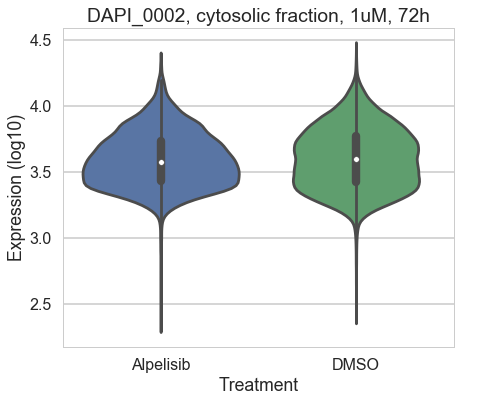 DAPI_0002, cytosolic fraction, 1uM, 72h
Expression (log10)
4.5
4.0
3.5
3.0
2.5
Alpelisib DMSO
Treatment